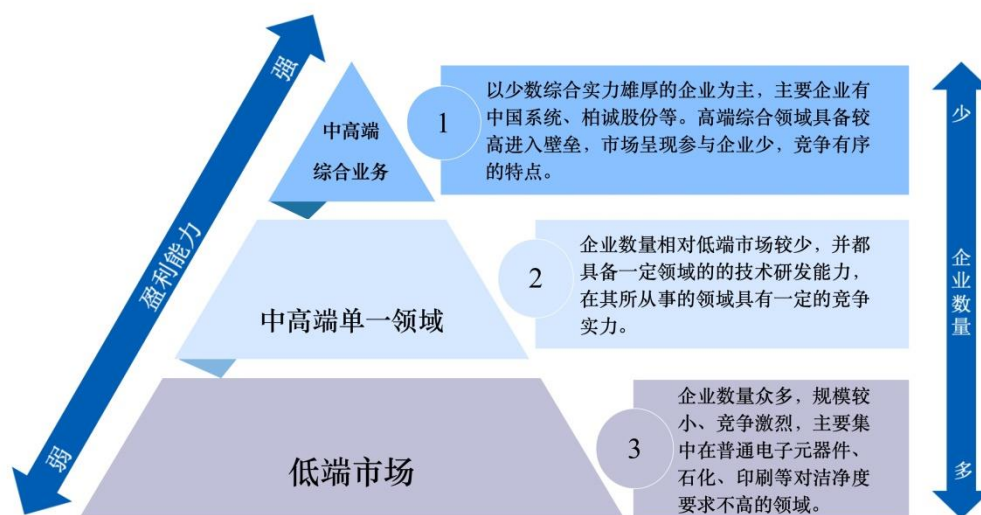 强
盈利能力
弱
中高端
综合业务
1
以少数综合实力雄厚的企业为主，主要企业有
中国系统、柏诚股份等。高端综合领域具备较
高进入壁垒，市场呈现参与企业少，竞争有序
的特点。
中高端单一领域
2
企业数量相对低端市场较少，并都
具备一定领域的的技术研发能力，
在其所从事的领域具有一定的竞争
实力。
低端市场
3
企业数量众多，规模较
小、竞争激烈，主要集
中在普通电子元器件、
石化、印刷等对洁净度
要求不高的领域。
少
企业数量
多